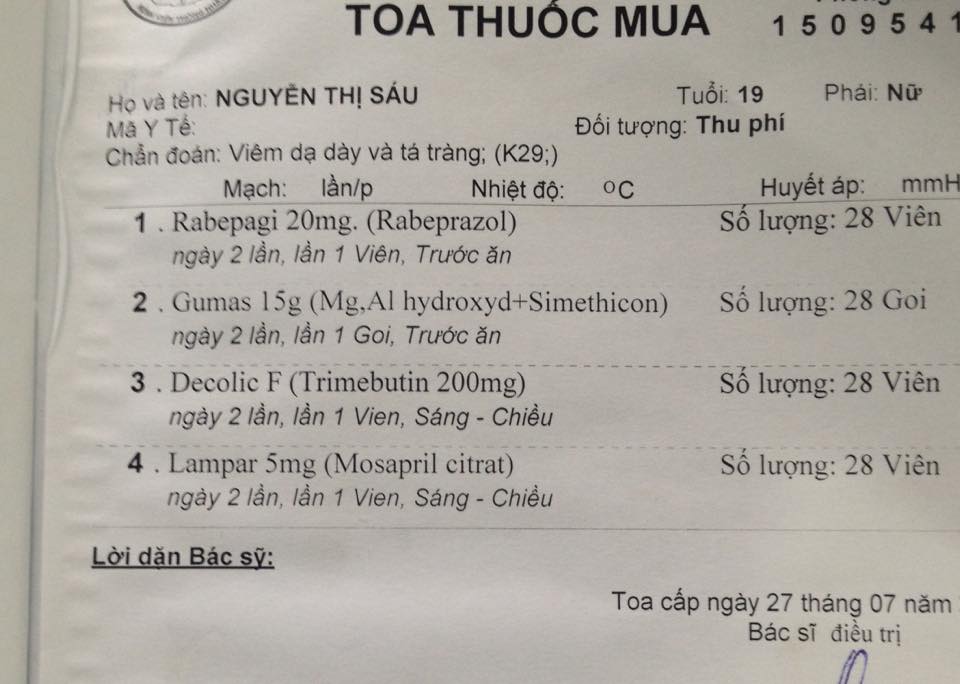 TOA THUỐC MUA
1 5 0 9 5 4 1
Họ và tên: NGUYỄN THỊ SÁU Tuổi: 19 Phái: Nữ
Mã Y Tế: Đối tượng: Thu phí
Chẩn đoán: Viêm dạ dày và tá tràng; (K29;)
Mạch: lần/p Nhiệt độ: ºC Huyết áp: mmH
1 . Rabepagi 20mg. (Rabeprazol) Số lượng: 28 Viên
ngày 2 lần, lần 1 Viên, Trước ăn
2 . Gumas 15g (Mg,Al hydroxyd+Simethicon) Số lượng: 28 Goi
ngày 2 lần, lần 1 Goi, Trước ăn
3 . Decolic F (Trimebutin 200mg) Số lượng: 28 Viên
ngày 2 lần, lần 1 Vien, Sáng - Chiều
4 . Lampar 5mg (Mosapril citrat) Số lượng: 28 Viên
ngày 2 lần, lần 1 Vien, Sáng - Chiều
Lời dặn Bác sỹ:
Toa cấp ngày 27 tháng 07 năm
Bác sĩ điều trị